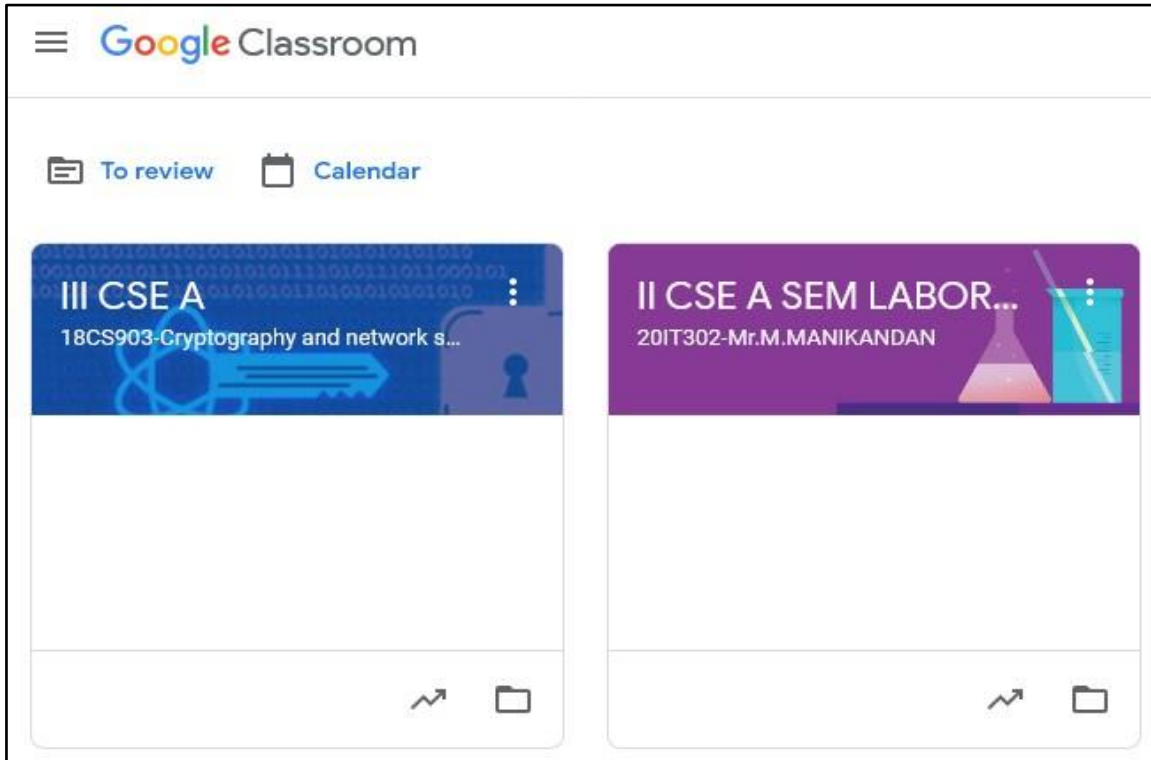 Google Classroom
To review
Calendar
III CSE A
18CS903-Cryptography and network s...
II CSE A SEM LABOR...
20IT302-Mr.M.MANIKANDAN